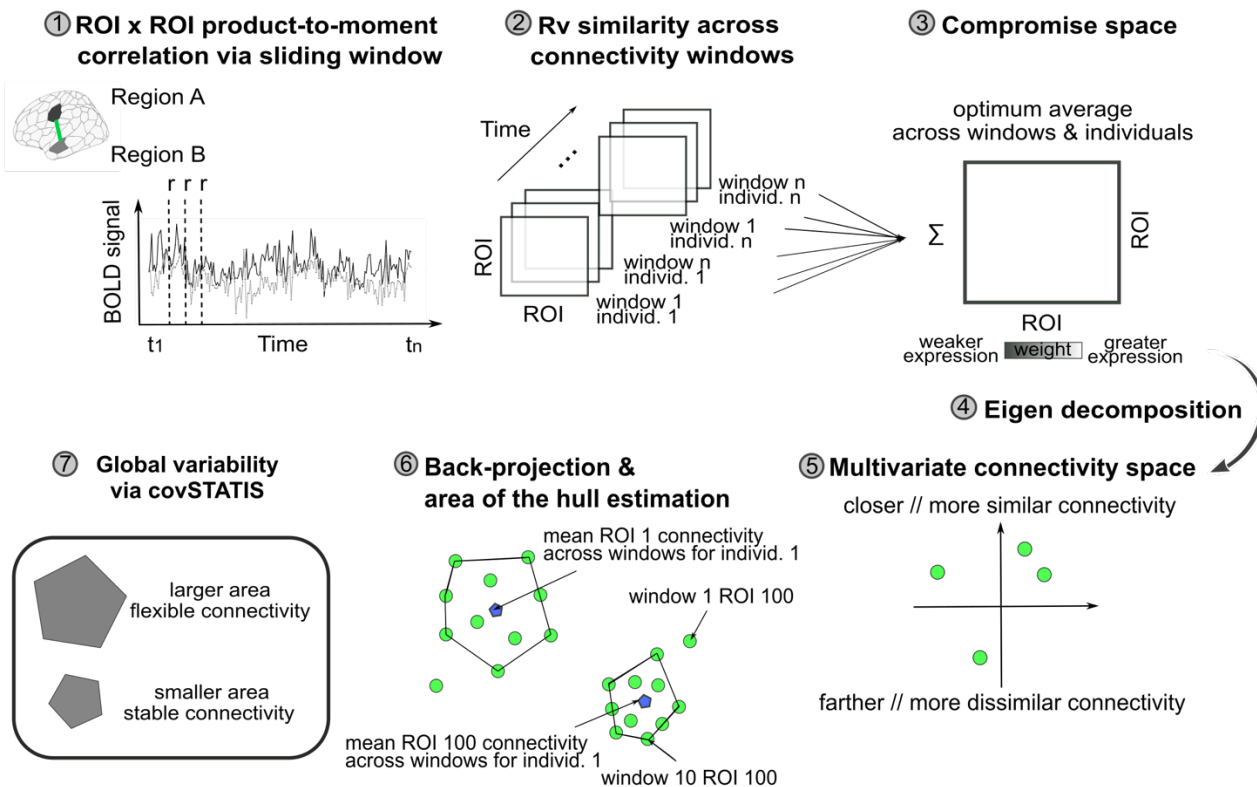 1 ROI x ROI product-to-moment
correlation via sliding window
Region A
Region B
r r r
BOLD signal
t1 Time tn
2 Rv similarity across
connectivity windows
Time
...
window n
individ. n
window 1
individ. n
window n
individ. 1
window 1
individ. 1
ROI
ROI
3 Compromise space
optimum average
across windows & individuals
Σ
ROI
ROI
weaker
expression
weight
greater
expression
4 Eigen decomposition
5 Multivariate connectivity space
closer // more similar connectivity
farther // more dissimilar connectivity
6 Back-projection &
area of the hull estimation
mean ROI 1 connectivity
across windows for individ. 1
window 1 ROI 100
mean ROI 100 connectivity
across windows for individ. 1
window 10 ROI 100
7 Global variability
via covSTATIS
larger area
flexible connectivity
smaller area
stable connectivity